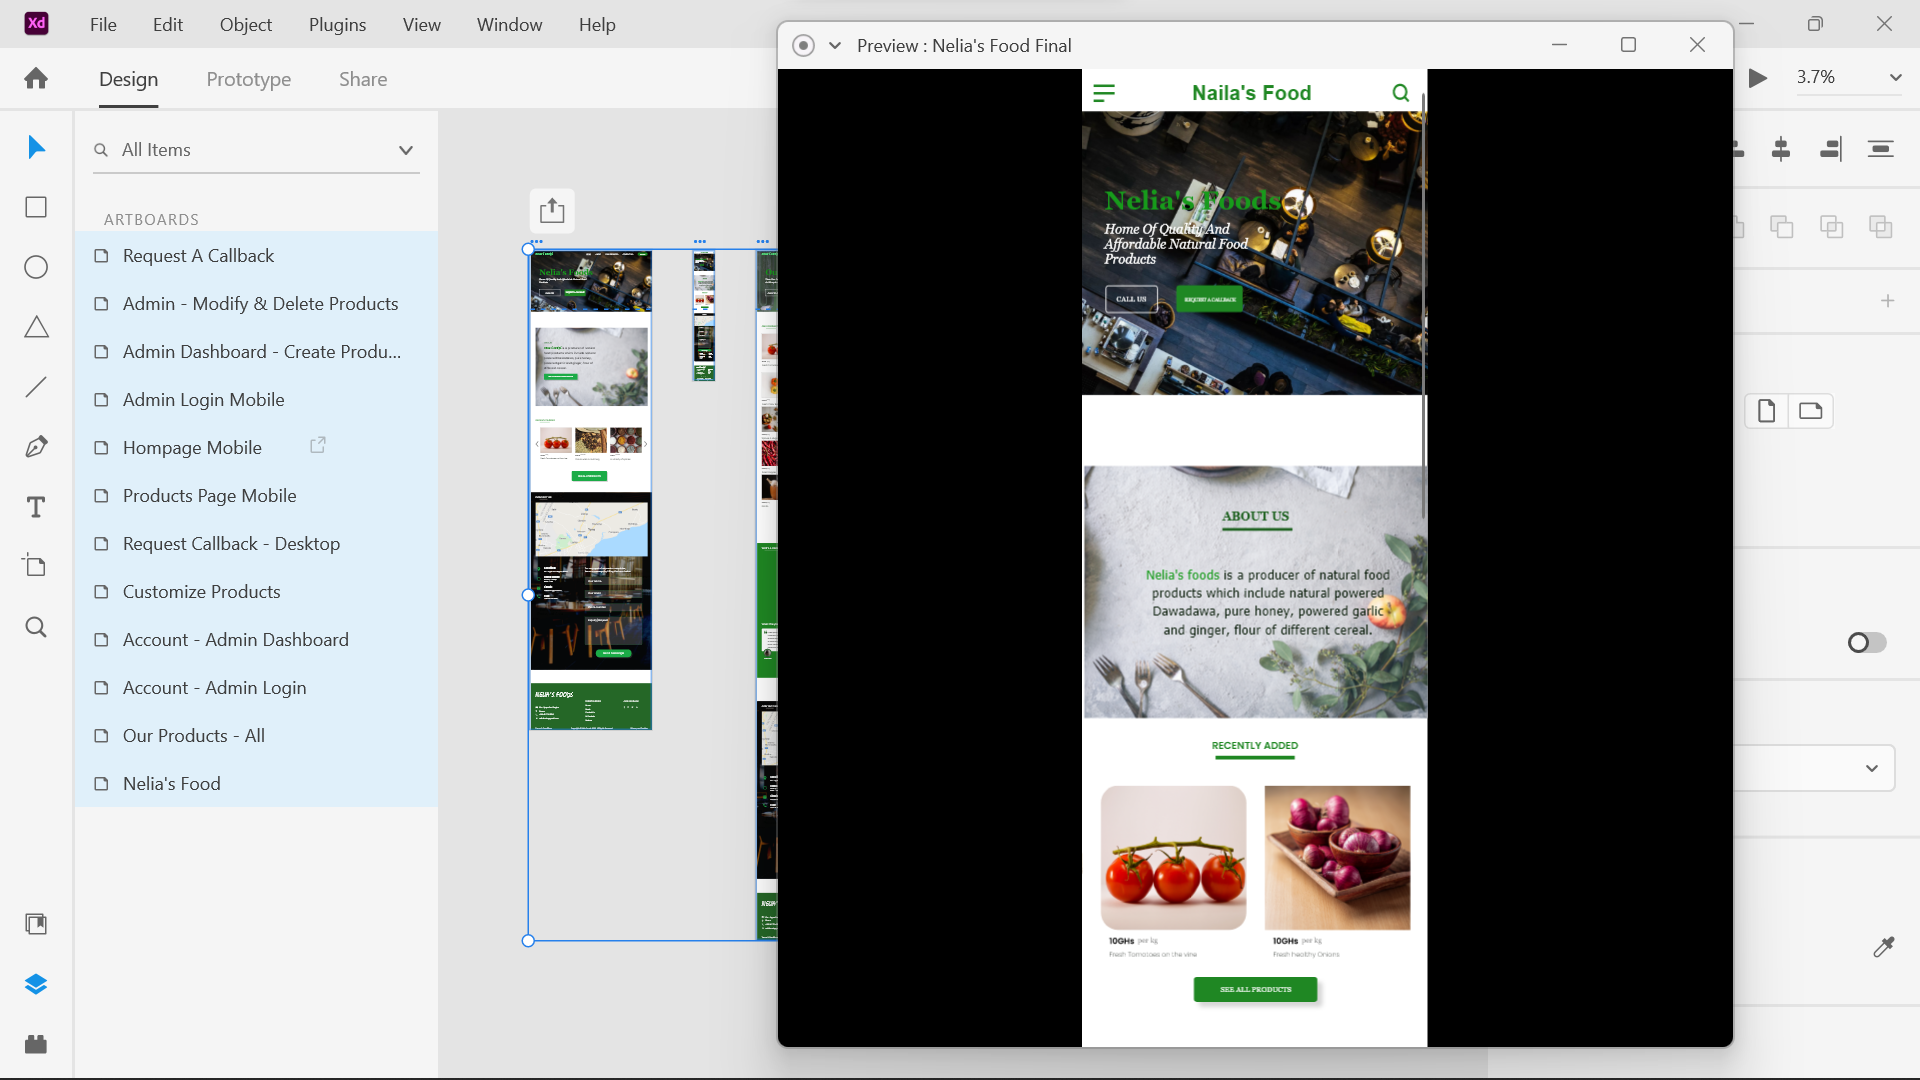 Xd File Edit Object Plugins View Window Help
Preview : Nelia's Food Final
Design Prototype Share
3.7%
All Items
ARTBOARDS
Request A Callback
Admin - Modify & Delete Products
Admin Dashboard - Create Produ...
Admin Login Mobile
Hompage Mobile
Products Page Mobile
Request Callback - Desktop
Customize Products
Account - Admin Dashboard
Account - Admin Login
Our Products - All
Nelia's Food
Nelia's Foods
NELIA'S FOODS
Naila's Food
Nelia's Foods
Home Of Quality And
Affordable Natural Food
Products
CALL US
REQUEST A CALLBACK
ABOUT US
Nelia's foods is a producer of natural food
products which include natural powered
Dawadawa, pure honey, powered garlic
and ginger, flour of different cereal.
RECENTLY ADDED
10GHs per kg
Fresh Tomatoes on the vine
10GHs per kg
Fresh healthy Onions
SEE ALL PRODUCTS